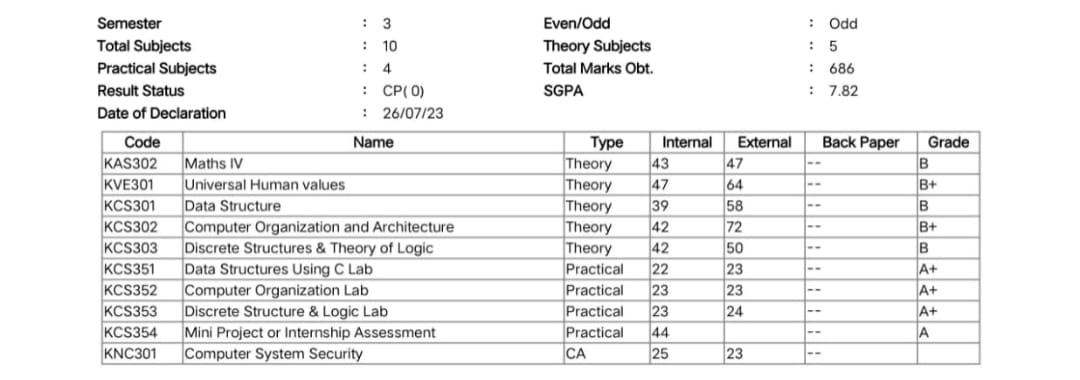 Semester : 3 Even/Odd : Odd
Total Subjects : 10 Theory Subjects : 5
Practical Subjects : 4 Total Marks Obt. : 686
Result Status : CP( 0) SGPA : 7.82
Date of Declaration : 26/07/23
Code Name Type Internal External Back Paper Grade
KAS302 Maths IV Theory 43 47 -- B
KVE301 Universal Human values Theory 47 64 -- B+
KCS301 Data Structure Theory 39 58 -- B
KCS302 Computer Organization and Architecture Theory 42 72 -- B+
KCS303 Discrete Structures & Theory of Logic Theory 42 50 -- B
KCS351 Data Structures Using C Lab Practical 22 23 -- A+
KCS352 Computer Organization Lab Practical 23 23 -- A+
KCS353 Discrete Structure & Logic Lab Practical 23 24 -- A+
KCS354 Mini Project or Internship Assessment Practical 44 -- A
KNC301 Computer System Security CA 25 23 --